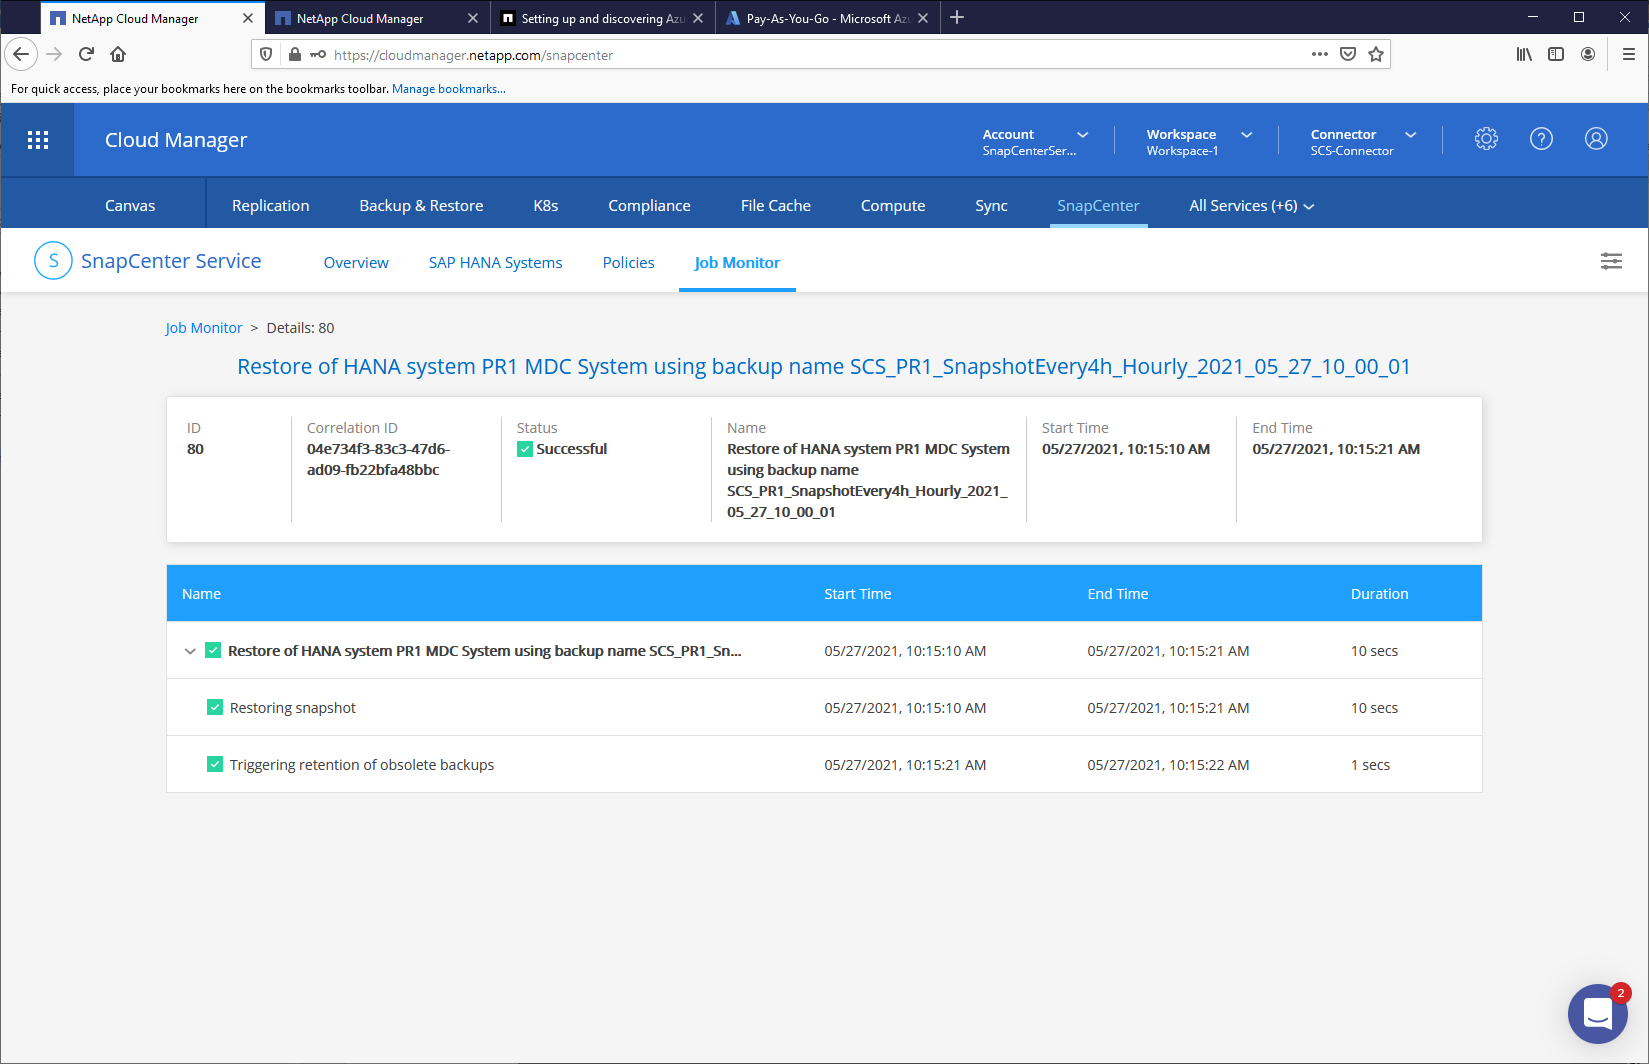 NetApp Cloud Manager
NetApp Cloud Manager
Setting up and discovering Azu
Pay-As-You-Go - Microsoft Az
https://cloudmanager.netapp.com/snapcenter
For quick access, place your bookmarks here on the bookmarks toolbar. Manage bookmarks...
Cloud Manager
Account
SnapCenterSer...
Workspace
Workspace-1
Connector
SCS-Connector
Canvas
Replication
Backup & Restore
K8s
Compliance
File Cache
Compute
Sync
SnapCenter
All Services (+6)
S
SnapCenter Service
Overview
SAP HANA Systems
Policies
Job Monitor
Job Monitor > Details: 80
Restore of HANA system PR1 MDC System using backup name SCS_PR1_SnapshotEvery4h_Hourly_2021_05_27_10_00_01
ID
80
Correlation ID
04e734f3-83c3-47d6-
ad09-fb22bfa48bbc
Status
Successful
Name
Restore of HANA system PR1 MDC System
using backup name
SCS_PR1_SnapshotEvery4h_Hourly_2021_
05_27_10_00_01
Start Time
05/27/2021, 10:15:10 AM
End Time
05/27/2021, 10:15:21 AM
Name Start Time End Time Duration
Restore of HANA system PR1 MDC System using backup name SCS_PR1_Sn... 05/27/2021, 10:15:10 AM 05/27/2021, 10:15:21 AM 10 secs
Restoring snapshot 05/27/2021, 10:15:10 AM 05/27/2021, 10:15:21 AM 10 secs
Triggering retention of obsolete backups 05/27/2021, 10:15:21 AM 05/27/2021, 10:15:22 AM 1 secs
2